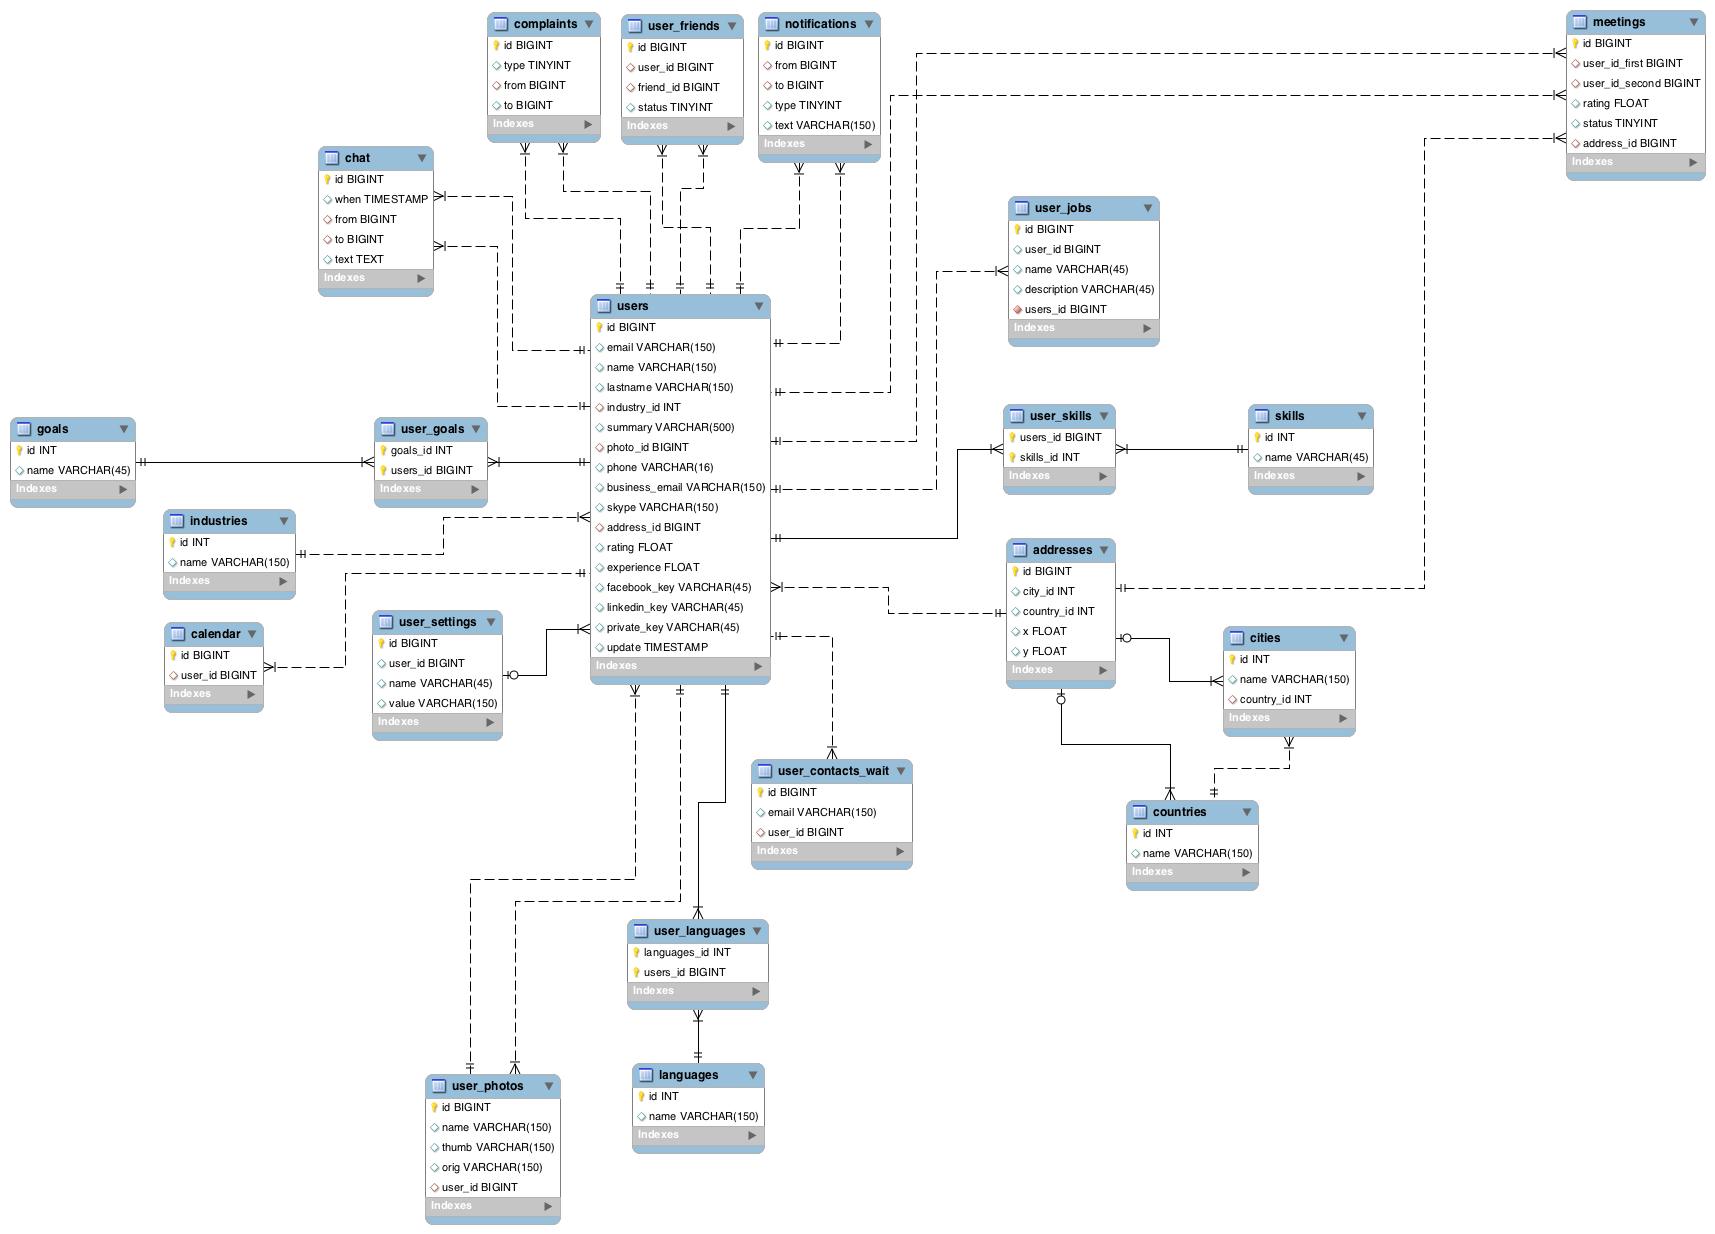 complaints
id BIGINT
type TINYINT
from BIGINT
to BIGINT
Indexes
user_friends
id BIGINT
user_id BIGINT
friend_id BIGINT
status TINYINT
Indexes
notifications
id BIGINT
from BIGINT
to BIGINT
type TINYINT
text VARCHAR(150)
Indexes
meetings
id BIGINT
user_id_first BIGINT
user_id_second BIGINT
rating FLOAT
status TINYINT
address_id BIGINT
Indexes
chat
id BIGINT
when TIMESTAMP
from BIGINT
to BIGINT
text TEXT
Indexes
user_jobs
id BIGINT
user_id BIGINT
name VARCHAR(45)
description VARCHAR(45)
users_id BIGINT
Indexes
users
id BIGINT
email VARCHAR(150)
name VARCHAR(150)
lastname VARCHAR(150)
industry_id INT
summary VARCHAR(500)
photo_id BIGINT
phone VARCHAR(16)
business_email VARCHAR(150)
skype VARCHAR(150)
address_id BIGINT
rating FLOAT
experience FLOAT
facebook_key VARCHAR(45)
linkedin_key VARCHAR(45)
private_key VARCHAR(45)
update TIMESTAMP
Indexes
goals
id INT
name VARCHAR(45)
Indexes
user_goals
goals_id INT
users_id BIGINT
Indexes
user_skills
users_id BIGINT
skills_id INT
Indexes
skills
id INT
name VARCHAR(45)
Indexes
industries
id INT
name VARCHAR(150)
Indexes
addresses
id BIGINT
city_id INT
country_id INT
x FLOAT
y FLOAT
Indexes
calendar
id BIGINT
user_id BIGINT
Indexes
user_settings
id BIGINT
user_id BIGINT
name VARCHAR(45)
value VARCHAR(150)
Indexes
cities
id INT
name VARCHAR(150)
country_id INT
Indexes
user_contacts_wait
id BIGINT
email VARCHAR(150)
user_id BIGINT
Indexes
countries
id INT
name VARCHAR(150)
Indexes
user_languages
languages_id INT
users_id BIGINT
Indexes
languages
id INT
name VARCHAR(150)
Indexes
user_photos
id BIGINT
name VARCHAR(150)
thumb VARCHAR(150)
orig VARCHAR(150)
user_id BIGINT
Indexes